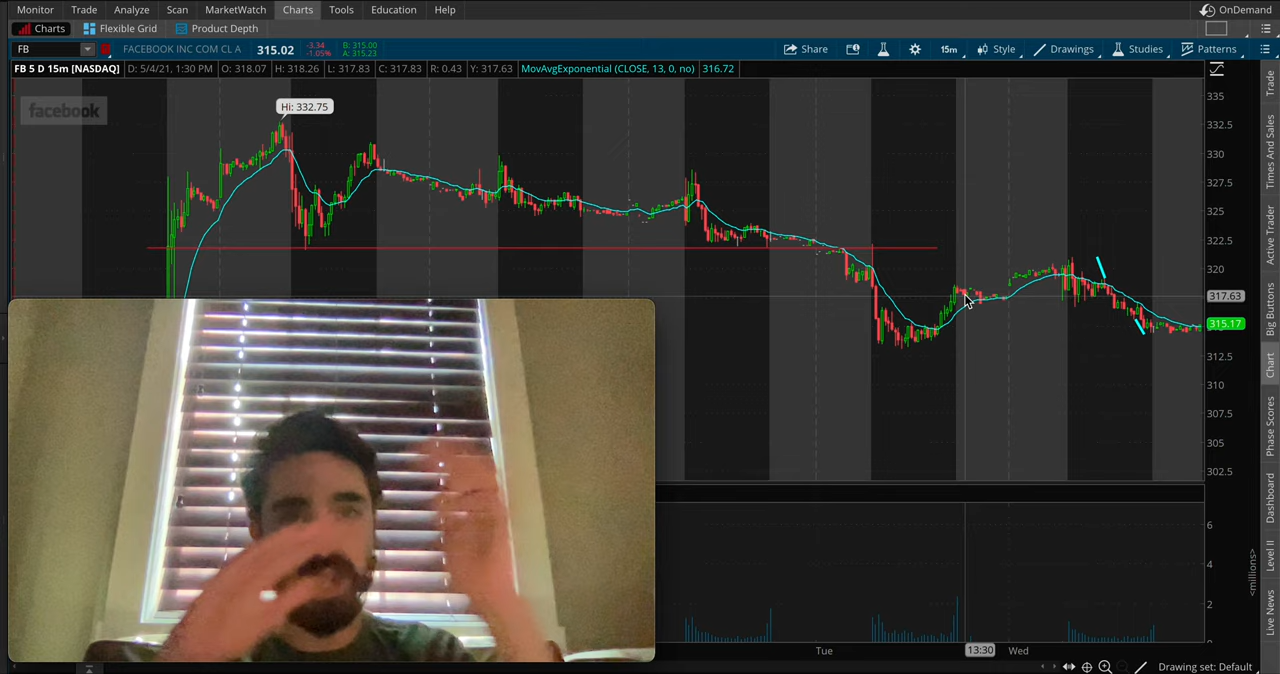 Monitor Trade Analyze Scan MarketWatch Charts Tools Education Help OnDemand
Charts Flexible Grid Product Depth
FB FACEBOOK INC COM CL A 315.02 -3.34 -1.05% B: 315.00 A: 315.23 Share 15m Style Drawings Studies Patterns
FB 5 D 15m [NASDAQ] D: 5/4/21, 1:30 PM O: 318.07 H: 318.26 L: 317.83 C: 317.83 R: 0.43 Y: 317.63 MovAvgExponential (CLOSE, 13, 0, no) 316.72
facebook
Hi: 332.75
335
332.5
330
327.5
325
322.5
320
317.63
315.17
312.5
310
307.5
305
302.5
6
4
2
0
<millions>
Tue 13:30 Wed
Drawing set: Default
Trade
Times And Sales
Active Trader
Big Buttons
Chart
Phase Scores
Dashboard
Level II
Live News